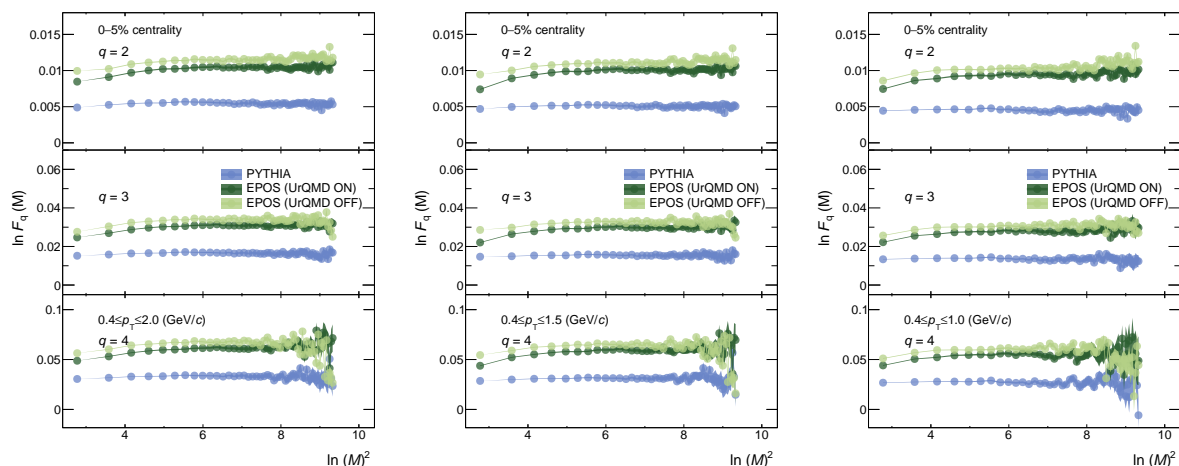 0–5% centrality
q = 2
0.015
0.01
0.005
0
q = 3
PYTHIA
EPOS (UrQMD ON)
EPOS (UrQMD OFF)
0.06
0.04
0.02
0
ln F_q (M)
0.4≤p_T≤2.0 (GeV/c)
q = 4
0.1
0.05
0
4 6 8 10
ln (M)²
0–5% centrality
q = 2
0.015
0.01
0.005
0
q = 3
PYTHIA
EPOS (UrQMD ON)
EPOS (UrQMD OFF)
0.06
0.04
0.02
0
ln F_q (M)
0.4≤p_T≤1.5 (GeV/c)
q = 4
0.1
0.05
0
4 6 8 10
ln (M)²
0–5% centrality
q = 2
0.015
0.01
0.005
0
q = 3
PYTHIA
EPOS (UrQMD ON)
EPOS (UrQMD OFF)
0.06
0.04
0.02
0
ln F_q (M)
0.4≤p_T≤1.0 (GeV/c)
q = 4
0.1
0.05
0
4 6 8 10
ln (M)²